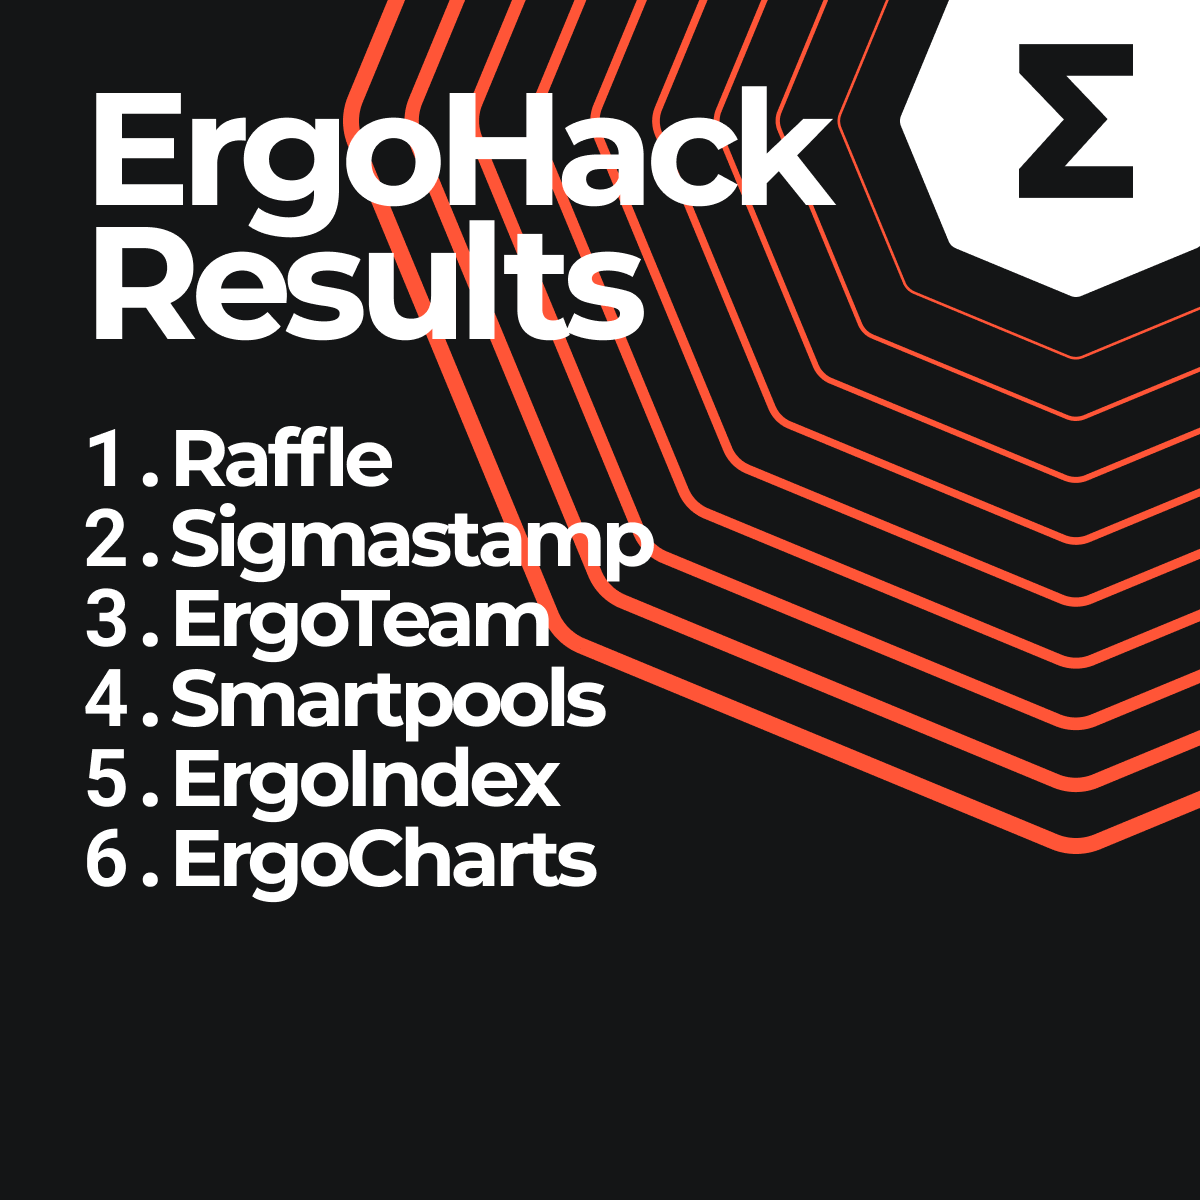 Σ
ErgoHack
Results
1. Raffle
2. Sigmastamp
3. ErgoTeam
4. Smartpools
5. ErgoIndex
6. ErgoCharts